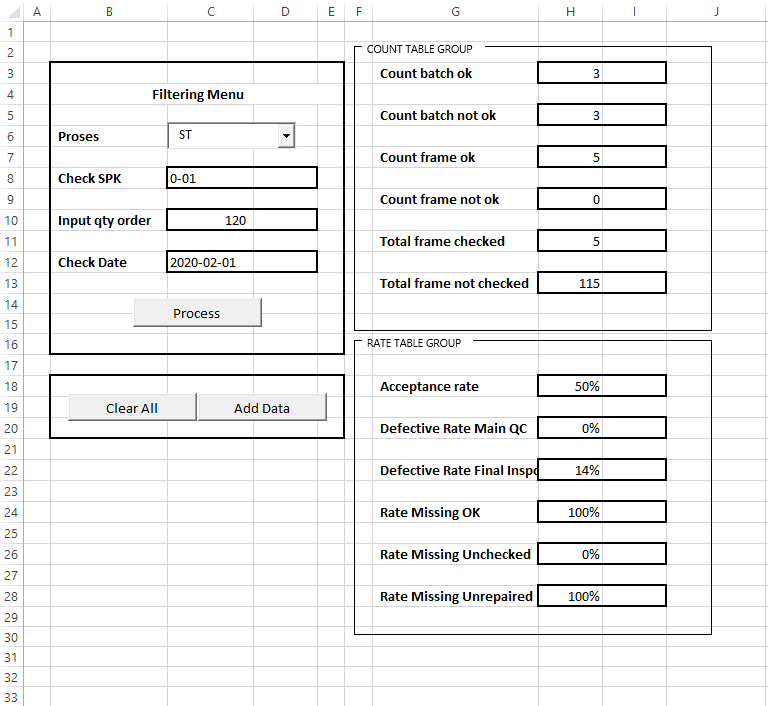 A B C D E F G H I J
1
2 COUNT TABLE GROUP
3 Count batch ok 3
4 Filtering Menu
5 Count batch not ok 3
6 Proses ST
7 Count frame ok 5
8 Check SPK 0-01
9 Count frame not ok 0
10 Input qty order 120
11 Total frame checked 5
12 Check Date 2020-02-01
13 Total frame not checked 115
14
Process
15
16 RATE TABLE GROUP
17
18 Acceptance rate 50%
19 Clear All Add Data
20 Defective Rate Main QC 0%
21
22 Defective Rate Final Inspe 14%
23
24 Rate Missing OK 100%
25
26 Rate Missing Unchecked 0%
27
28 Rate Missing Unrepaired 100%
29
30
31
32
33